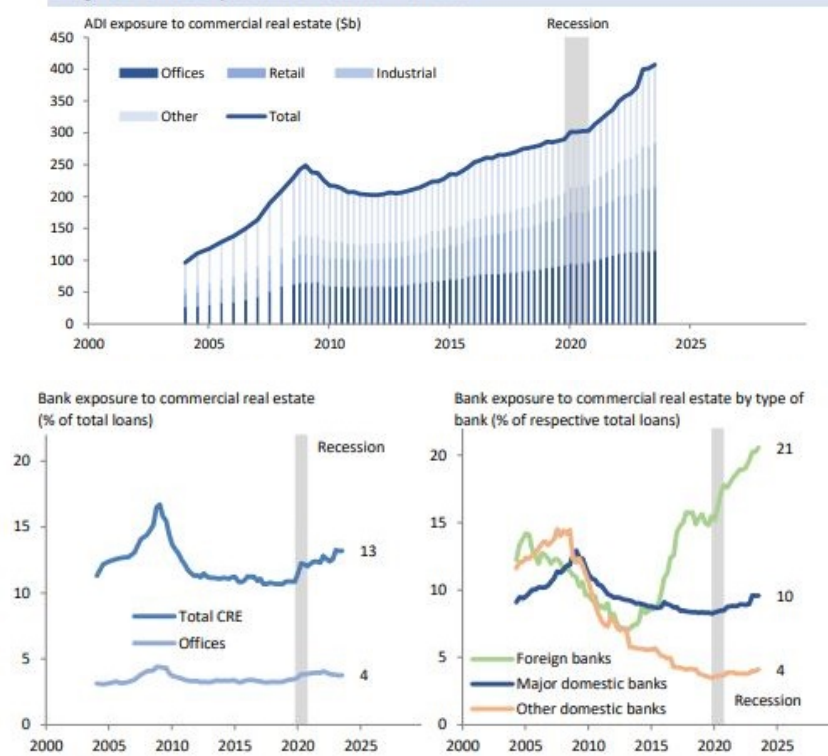 ADI exposure to commercial real estate ($b)
Recession
450
400
350
300
250
200
150
100
50
0
Offices
Retail
Industrial
Other
Total
2000
2005
2010
2015
2020
2025
Bank exposure to commercial real estate
(% of total loans)
Recession
20
15
10
5
0
13
Total CRE
Offices
4
2000
2005
2010
2015
2020
2025
Bank exposure to commercial real estate by type of
bank (% of respective total loans)
20
15
10
5
0
21
10
4
Foreign banks
Major domestic banks
Other domestic banks
Recession
2000
2005
2010
2015
2020
2025